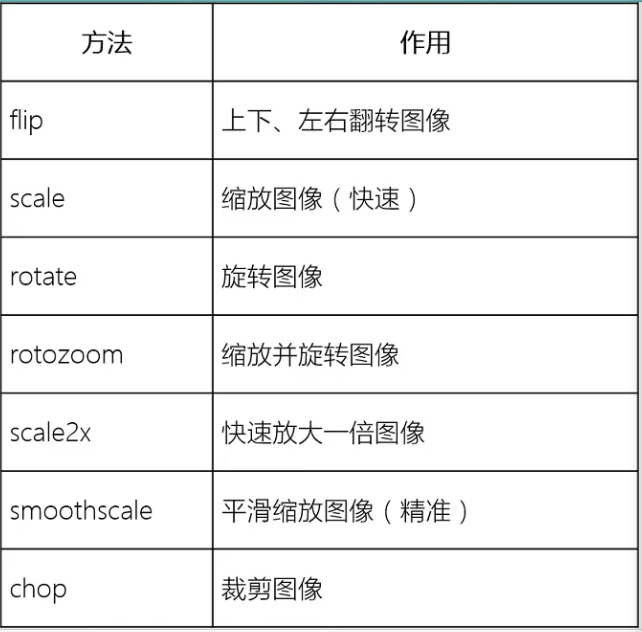 方法 作用
flip 上下、左右翻转图像
scale 缩放图像（快速）
rotate 旋转图像
rotozoom 缩放并旋转图像
scale2x 快速放大一倍图像
smoothscale 平滑缩放图像（精准）
chop 裁剪图像